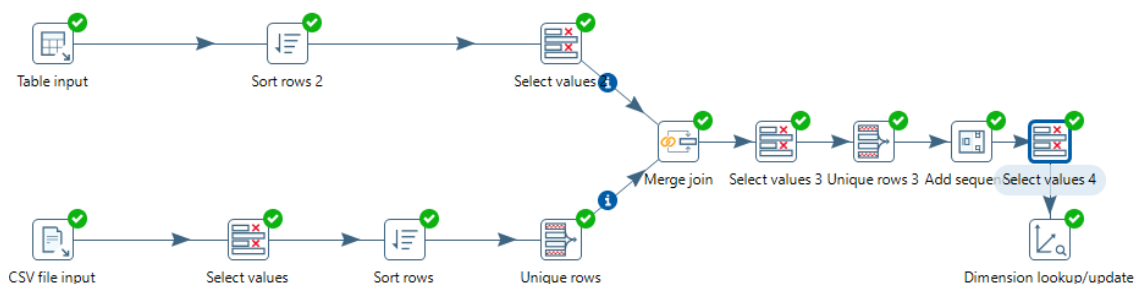 Table input
Sort rows 2
Select values
Merge join
Select values 3
Unique rows 3
Add sequen
Select values 4
CSV file input
Select values
Sort rows
Unique rows
Dimension lookup/update